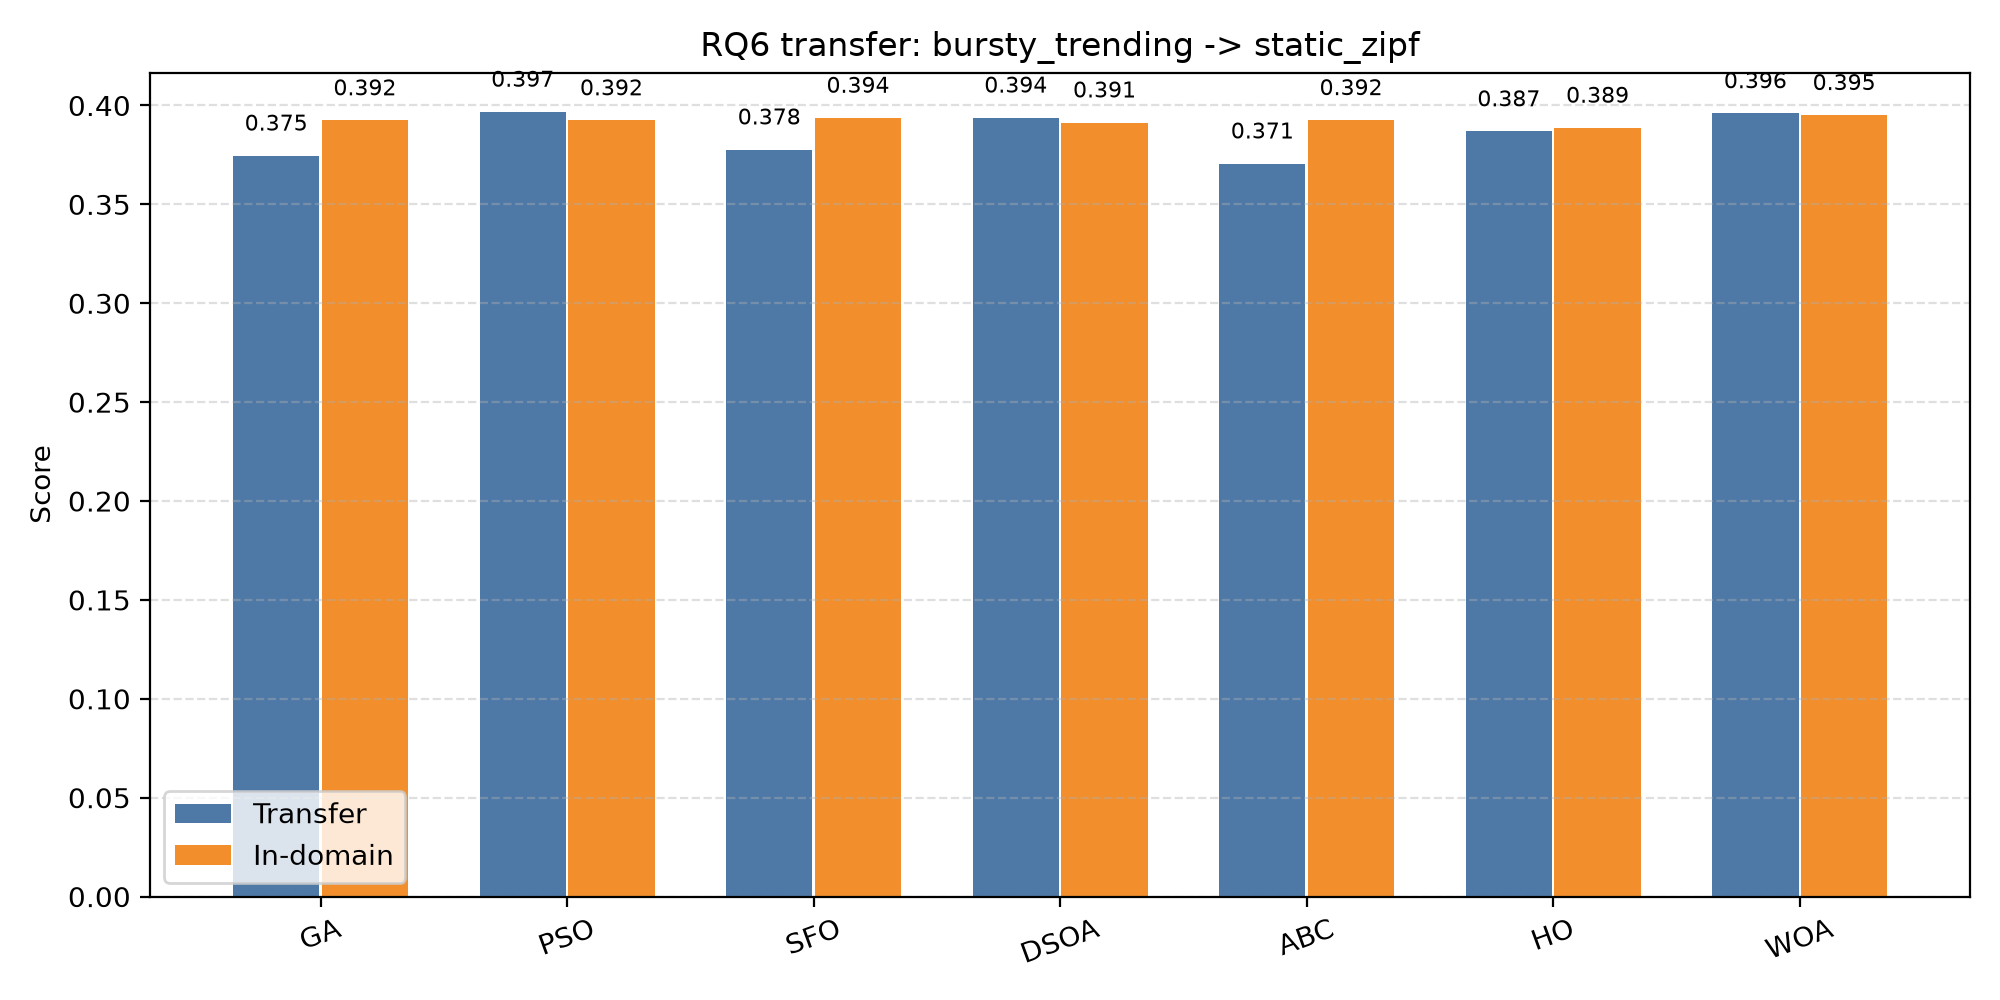 RQ6 transfer: bursty_trending -> static_zipf
0.375
0.392
0.397
0.392
0.378
0.394
0.394
0.391
0.371
0.392
0.387
0.389
0.396
0.395
Score
0.40
0.35
0.30
0.25
0.20
0.15
0.10
0.05
0.00
Transfer
In-domain
GA
PSO
SFO
DSOA
ABC
HO
WOA